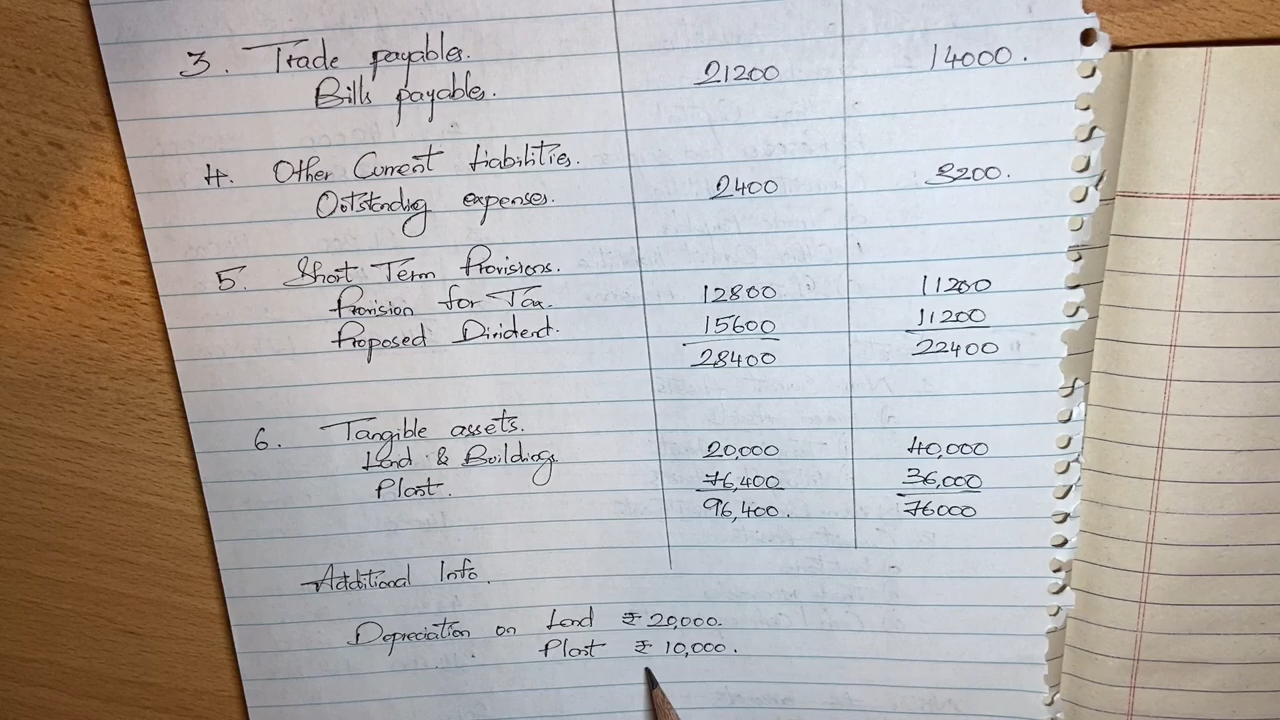 3. Trade payables.
Bills payables. 21200 14000.
4. Other Current Liabilities.
Outstanding expenses. 2400 3200.
5. Short Term Provisions.
Provision for Tax. 12800 11200
Proposed Dividend. 15600 11200
28400 22400
6. Tangible assets.
Land & Building 20,000 40,000
Plant. 76,400 36,000
96,400. 76000
Additional Info.
Depreciation on Land ₹ 20,000.
Plant ₹ 10,000.